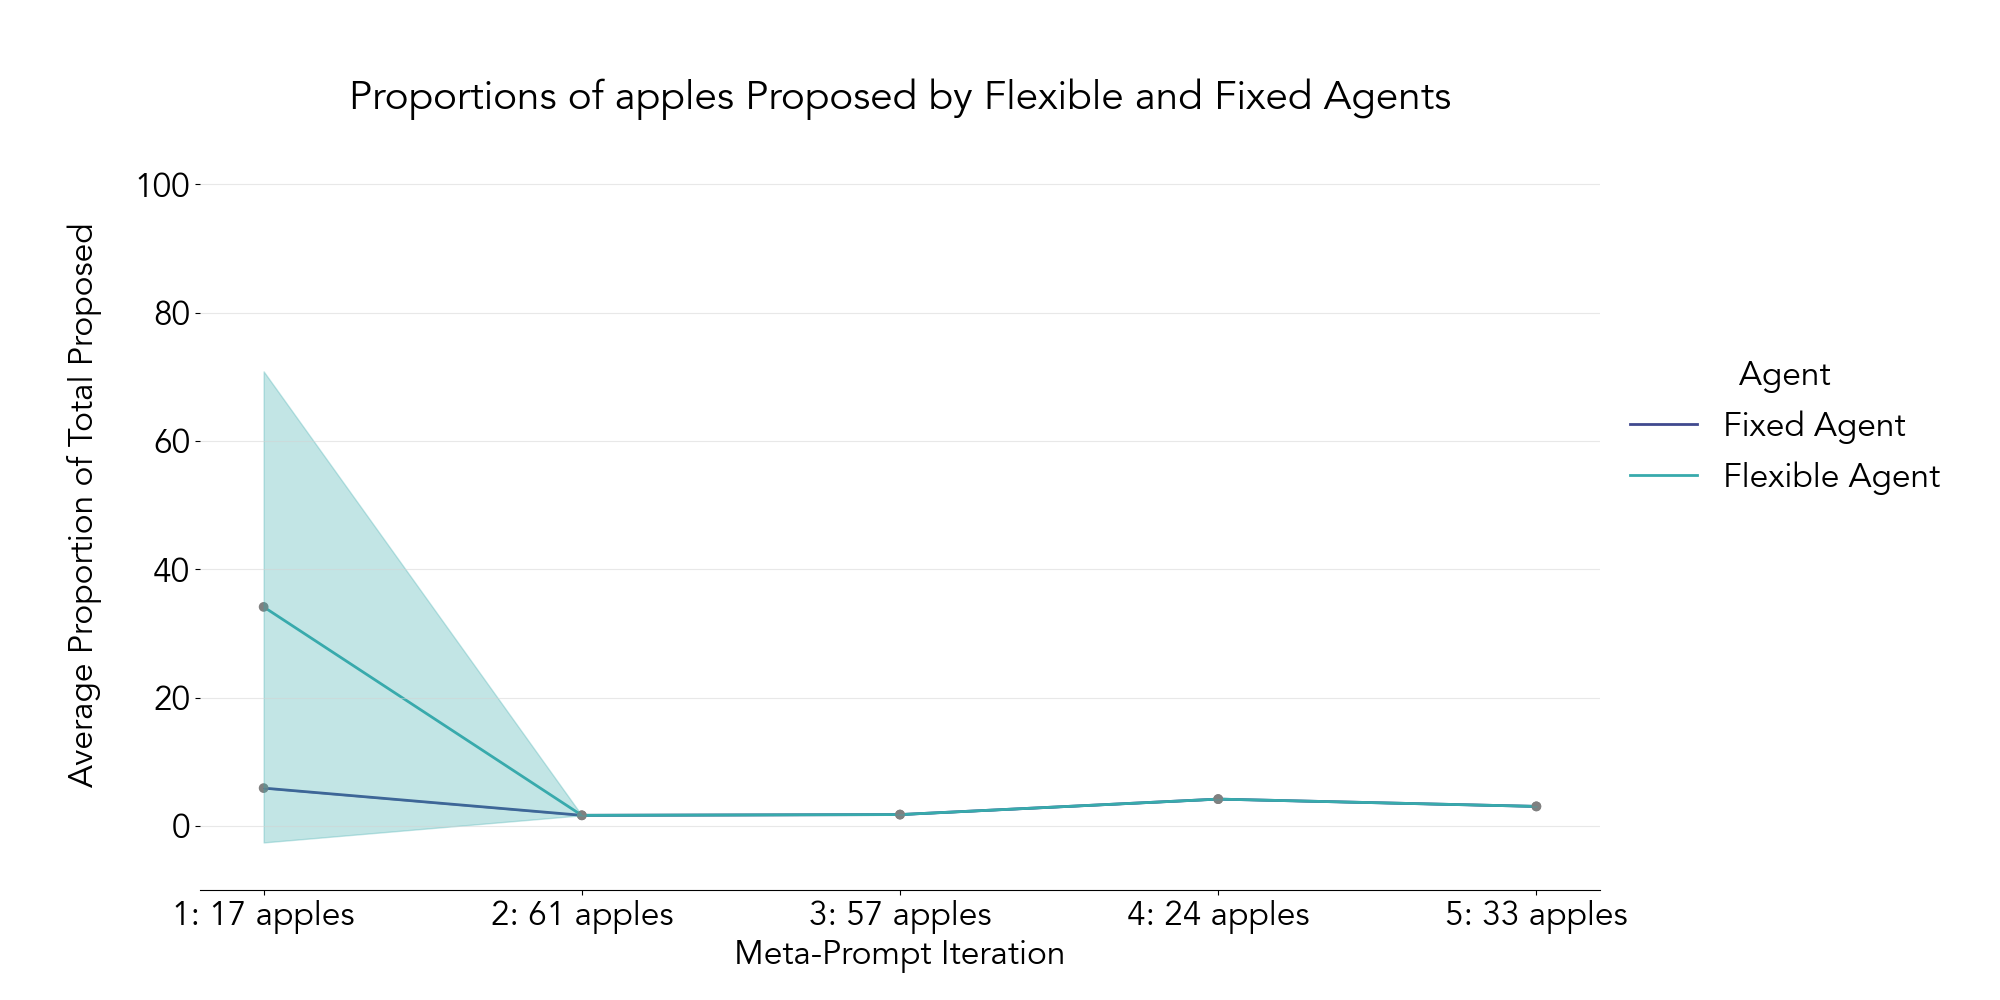 Proportions of apples Proposed by Flexible and Fixed Agents
Average Proportion of Total Proposed
100
80
60
40
20
0
1: 17 apples
2: 61 apples
3: 57 apples
4: 24 apples
5: 33 apples
Meta-Prompt Iteration
Agent
Fixed Agent
Flexible Agent